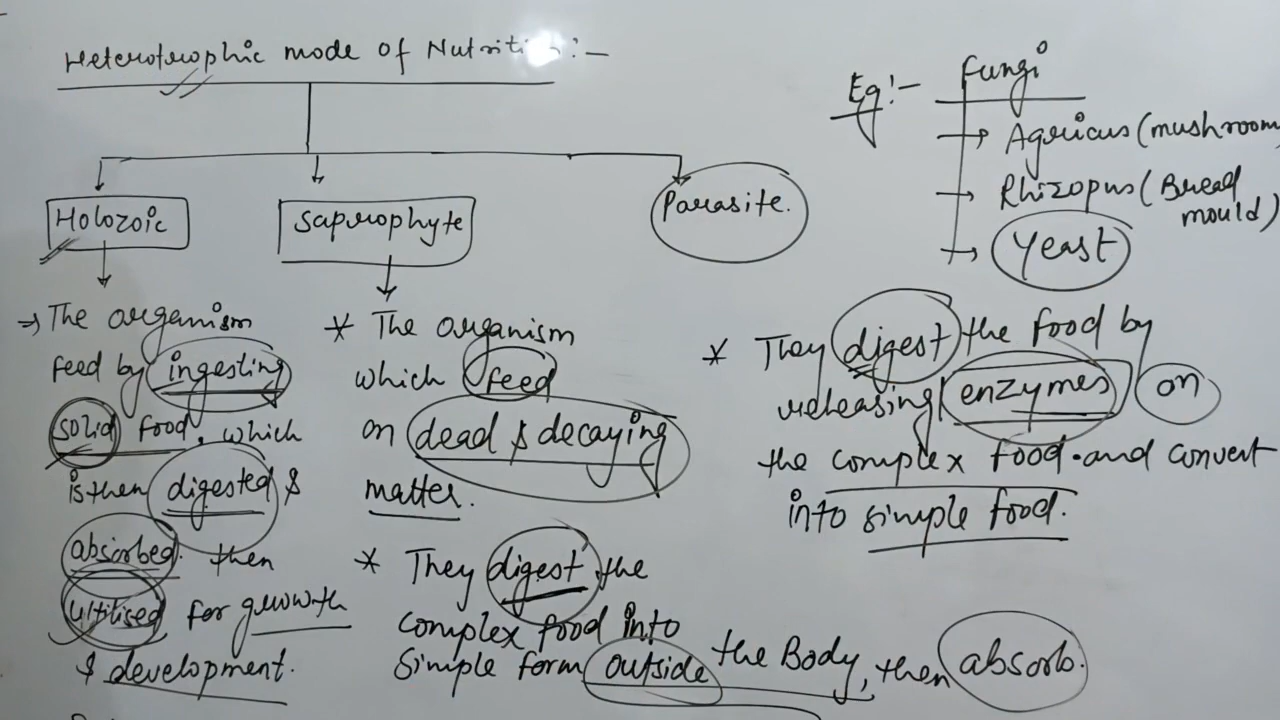 Heterotrophic mode of Nutriti :-
Holozoic
Saprophyte
Parasite.
→ The organism
feed by ingesting
solid food, which
is then digested &
absorbed. then
ultilised for growth
& development.
* The organism
which feed
on dead & decaying
matter.
* They digest the
complex food into
simple form outside the Body, then absorb.
Eg:- fungi
→ Agaricus (mushroom
→ Rhizopus (Bread
mould)
→ Yeast
* They digest the food by
releasing enzymes on
the complex food. and convert
into simple food.